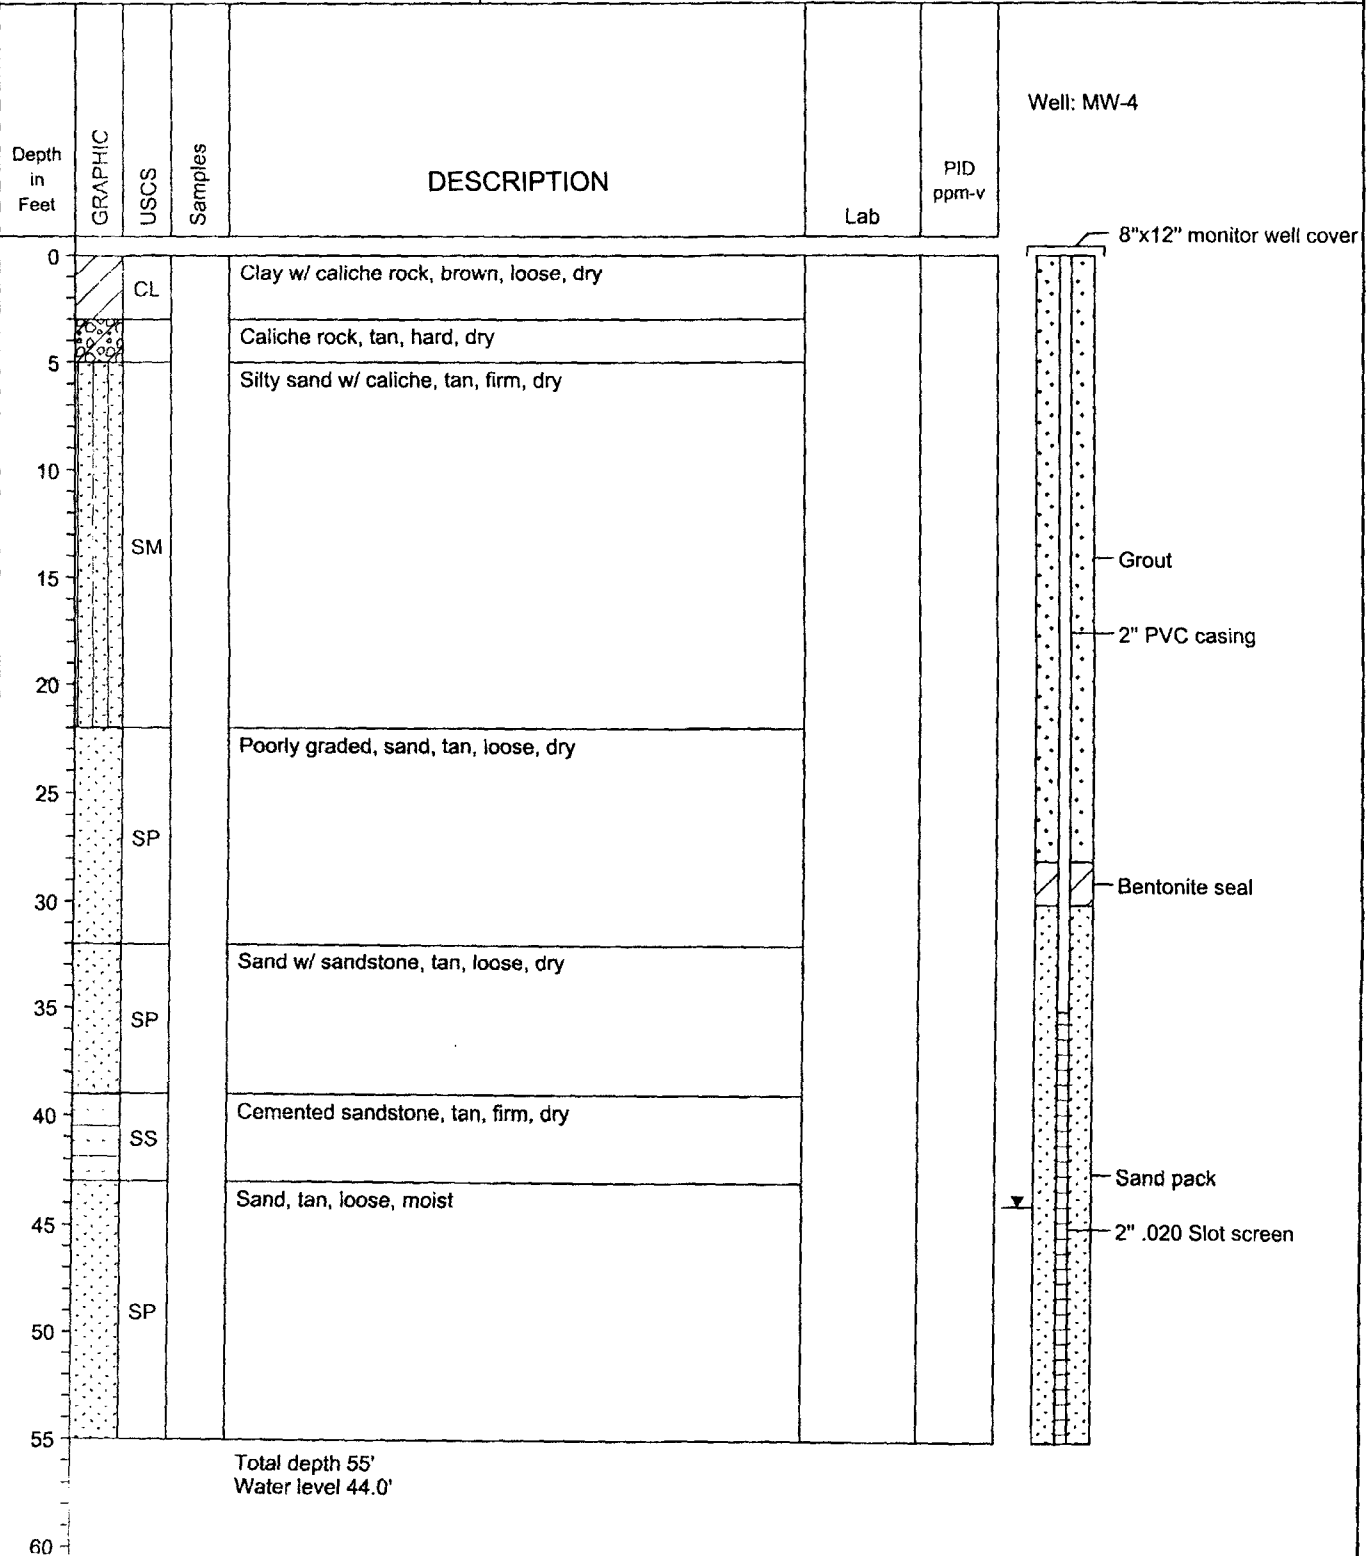 Well: MW-4
Depth
in
Feet
GRAPHIC
USCS
Samples
DESCRIPTION
Lab
PID
ppm-v
8"x12" monitor well cover
0
CL
Clay w/ caliche rock, brown, loose, dry
Caliche rock, tan, hard, dry
5
Silty sand w/ caliche, tan, firm, dry
10
SM
Grout
15
2" PVC casing
20
Poorly graded, sand, tan, loose, dry
25
SP
Bentonite seal
30
Sand w/ sandstone, tan, loose, dry
35
SP
40
Cemented sandstone, tan, firm, dry
SS
Sand pack
Sand, tan, loose, moist
45
2" .020 Slot screen
SP
50
55
Total depth 55'
Water level 44.0'
60